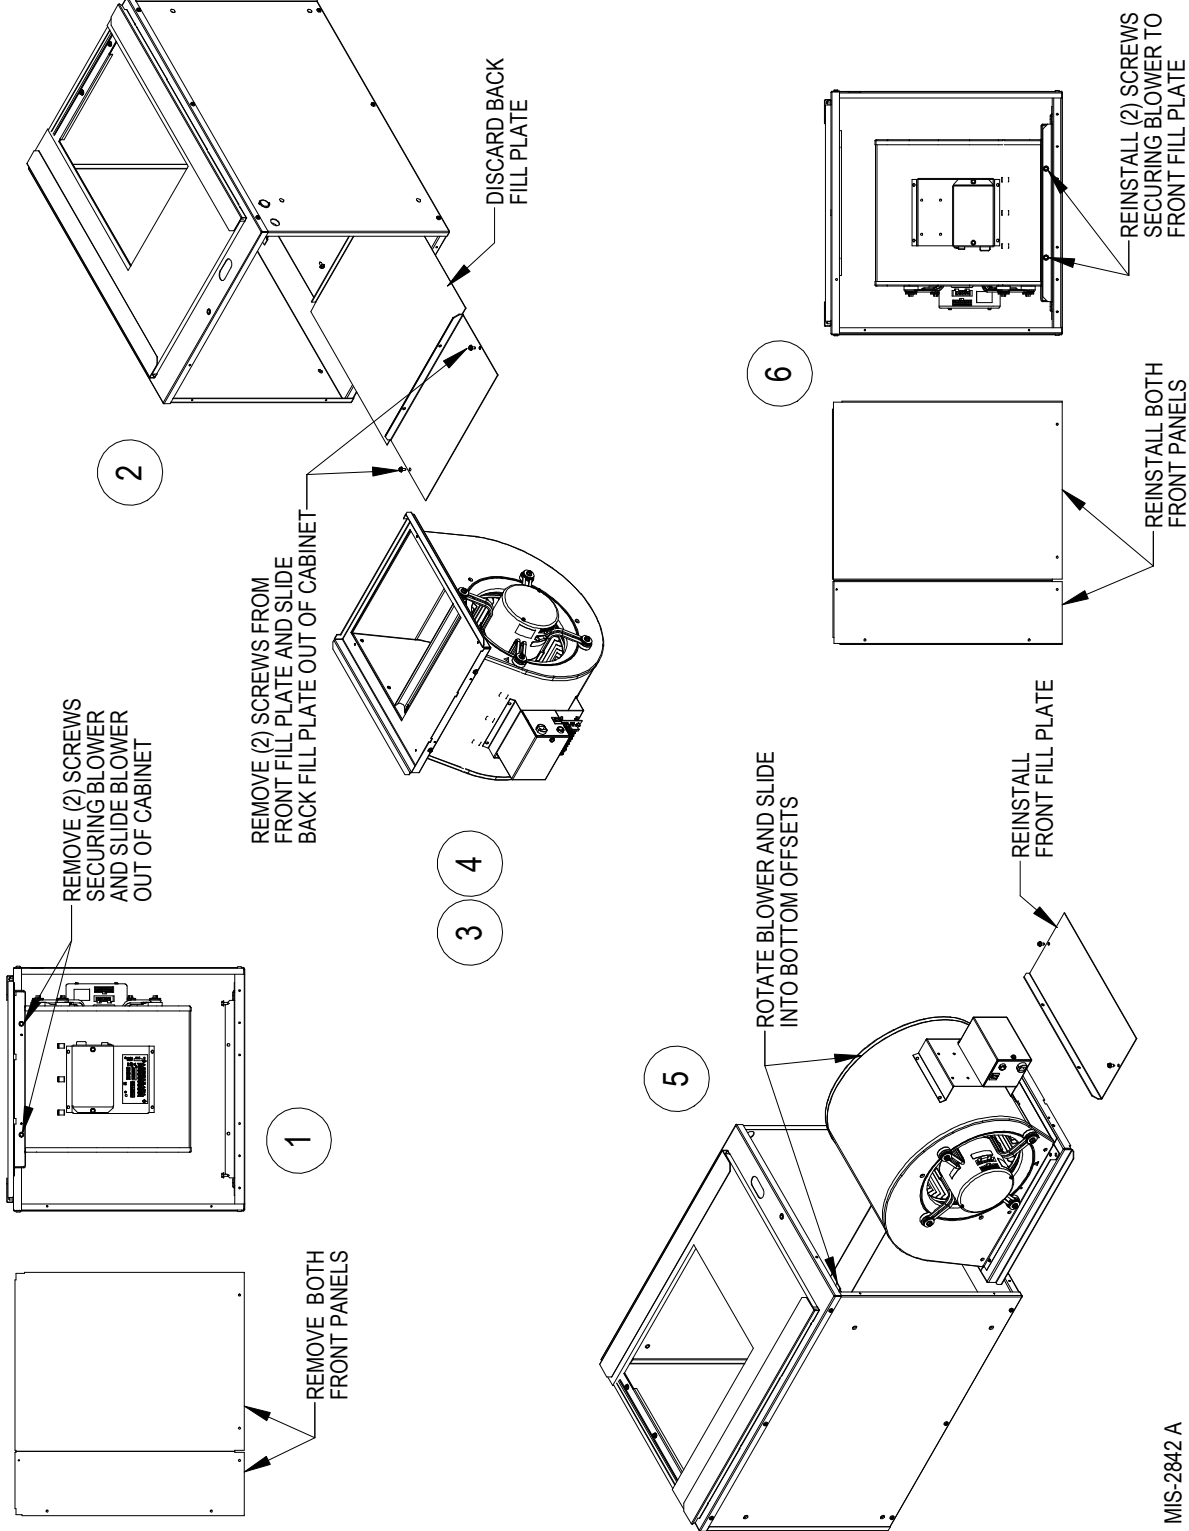 REMOVE  BOTH
FRONT PANELS
1
REMOVE (2) SCREWS
SECURING BLOWER
AND SLIDE BLOWER
OUT OF CABINET
2
REMOVE (2) SCREWS FROM
FRONT FILL PLATE AND SLIDE
BACK FILL PLATE OUT OF CABINET
DISCARD BACK
FILL PLATE
3
4
5
ROTATE BLOWER AND SLIDE
INTO BOTTOM OFFSETS
REINSTALL
FRONT FILL PLATE
6
REINSTALL BOTH
FRONT PANELS
REINSTALL (2) SCREWS
SECURING BLOWER TO
FRONT FILL PLATE
MIS-2842 A